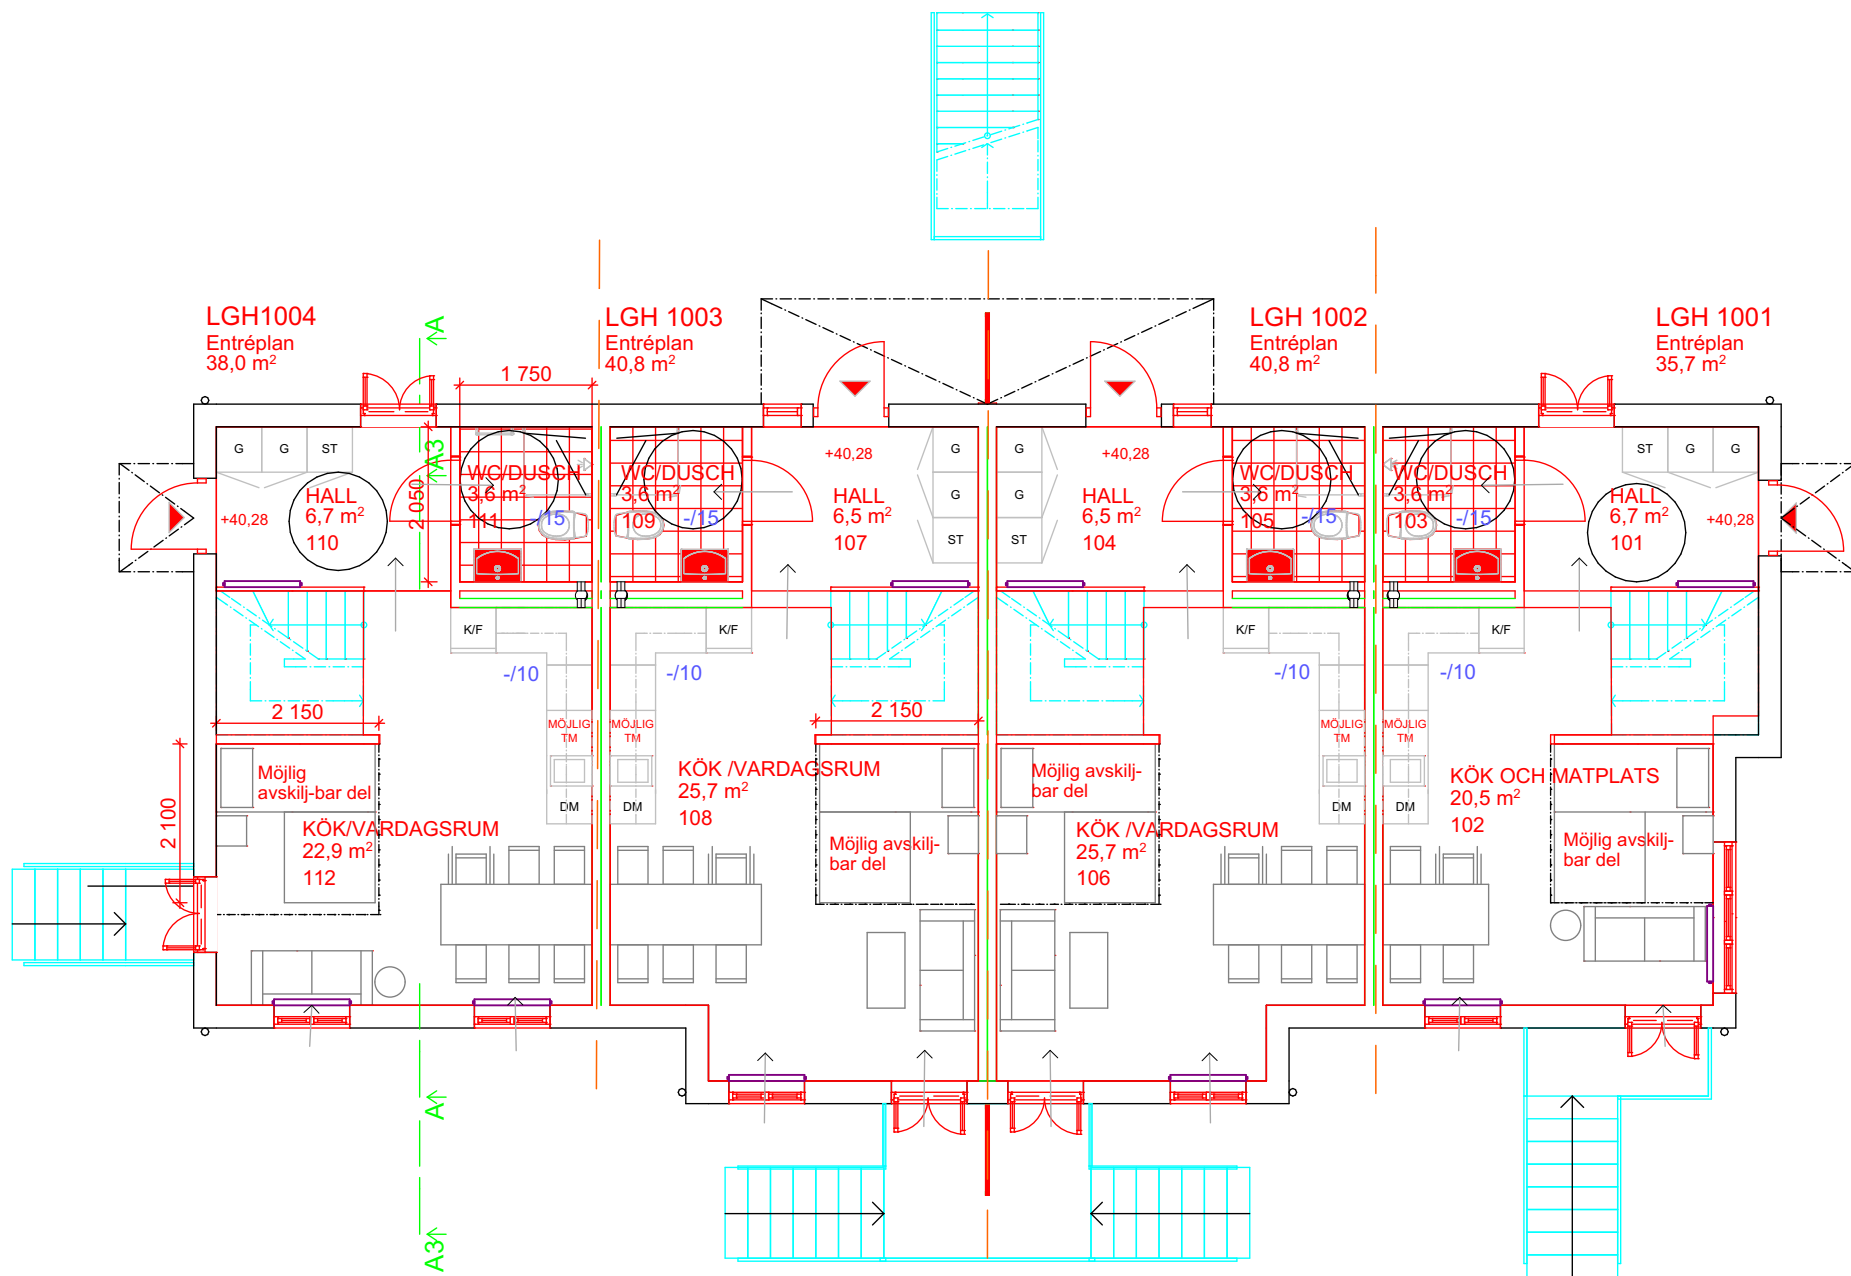 LGH1004
Entréplan
38,0 m²
LGH 1003
Entréplan
40,8 m²
LGH 1002
Entréplan
40,8 m²
LGH 1001
Entréplan
35,7 m²
A
1 750
G
G
ST
A3
2 050
HALL
6,7 m²
110
+40,28
WC/DUSCH
3,6 m²
111
-/15
WC/DUSCH
3,6 m²
109
-/15
+40,28
HALL
6,5 m²
107
G
G
ST
G
G
ST
+40,28
HALL
6,5 m²
104
WC/DUSCH
3,6 m²
105
-/15
WC/DUSCH
3,6 m²
103
-/15
ST
G
G
HALL
6,7 m²
101
+40,28
K/F
K/F
K/F
K/F
-/10
-/10
-/10
-/10
2 150
2 150
MÖJLIG
TM
MÖJLIG
TM
MÖJLIG
TM
MÖJLIG
TM
DM
DM
DM
DM
2 100
Möjlig
avskilj-bar del
KÖK/VARDAGSRUM
22,9 m²
112
KÖK /VARDAGSRUM
25,7 m²
108
Möjlig avskilj-
bar del
Möjlig avskilj-
bar del
KÖK /VARDAGSRUM
25,7 m²
106
KÖK OCH MATPLATS
20,5 m²
102
Möjlig avskilj-
bar del
A
A3